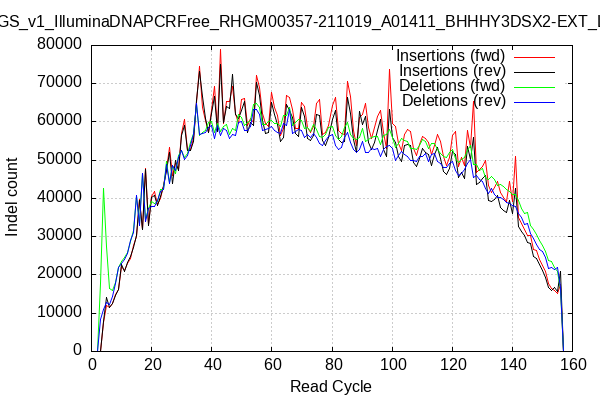 GS_v1_IlluminaDNAPCRFree_RHGM00357-211019_A01411_BHHHY3DSX2-EXT_L
Insertions (fwd)
Insertions (rev)
Deletions (fwd)
Deletions (rev)
80000
70000
60000
50000
40000
30000
20000
10000
0
Indel count
0 20 40 60 80 100 120 140 160
Read Cycle